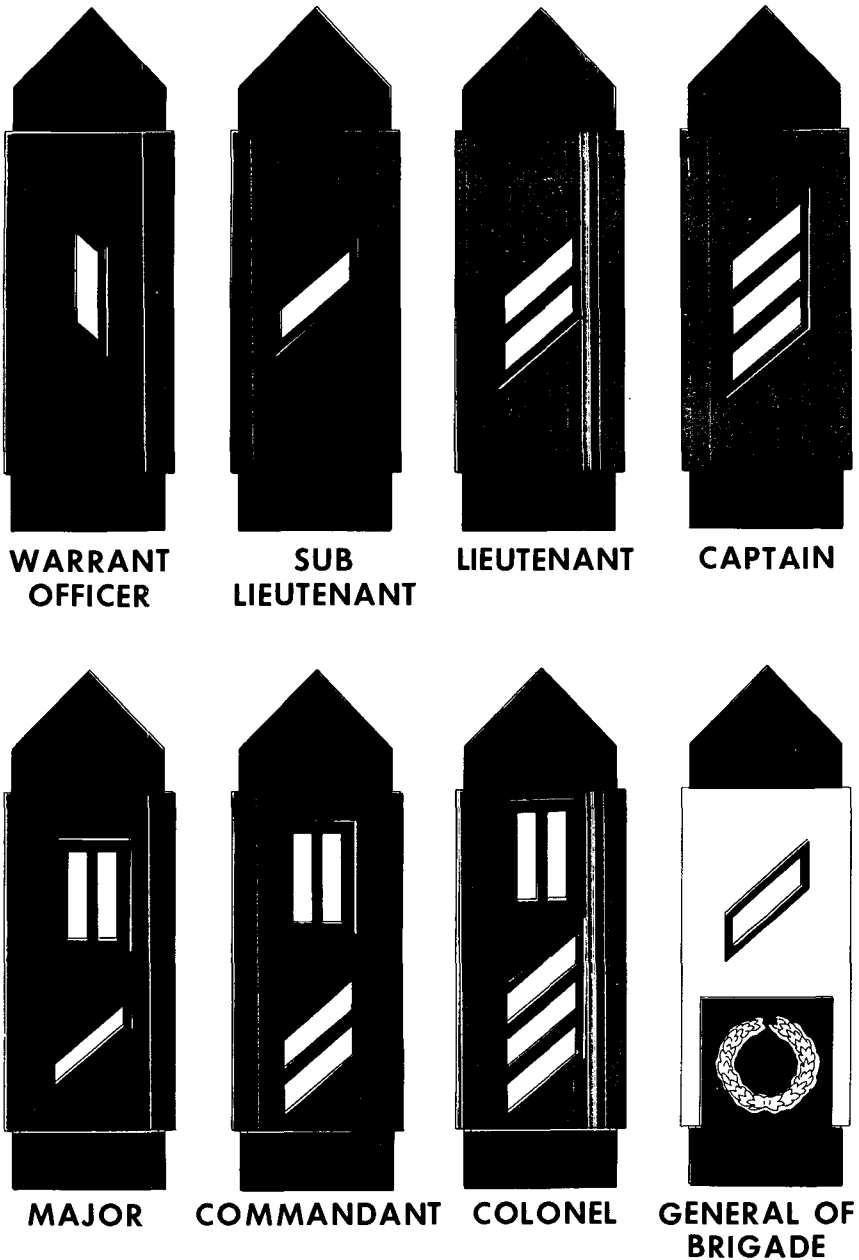 WARRANT
OFFICER
SUB
LIEUTENANT
LIEUTENANT
CAPTAIN
MAJOR
COMMANDANT
COLONEL
GENERAL OF
BRIGADE